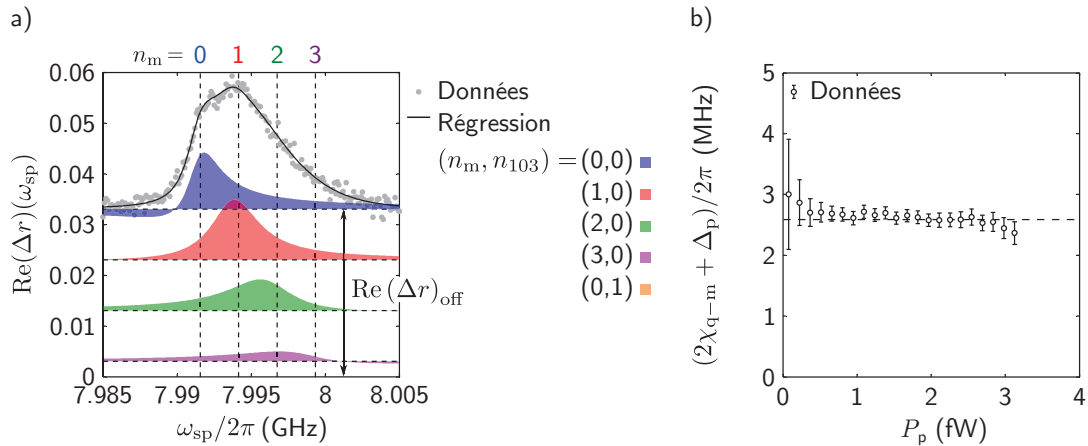 a)
n_m = 0 1 2 3
0.06
0.05
0.04
0.03
0.02
0.01
0
Re(Δr)(ω_sp)
7.985
7.99
7.995
8
8.005
ω_sp/2π (GHz)
Re (Δr)_off
Données
Régression
(n_m, n_103) = (0,0)
(1,0)
(2,0)
(3,0)
(0,1)
b)
5
4
3
2
1
0
(2χ_q−m + Δ_p)/2π (MHz)
Données
0
1
2
3
4
P_p (fW)